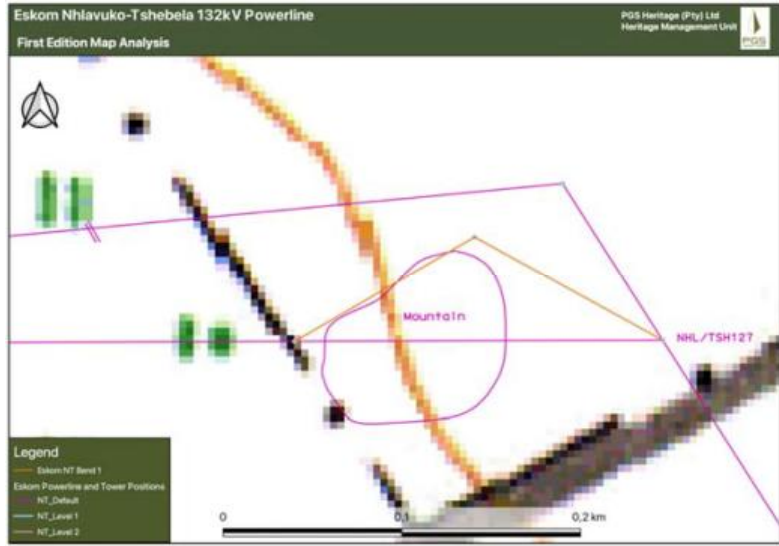 Eskom Nhlavuko-Tshebela 132kV Powerline
First Edition Map Analysis
PGS Heritage (Pty) Ltd
Heritage Management Unit
PGS
Mountain
NHL/TSH127
Legend
Eskom NT Bend 1
Eskom Powerline and Tower Positions
NT_Default
NT_Level 1
NT_Level 2
0
0,1
0,2 km